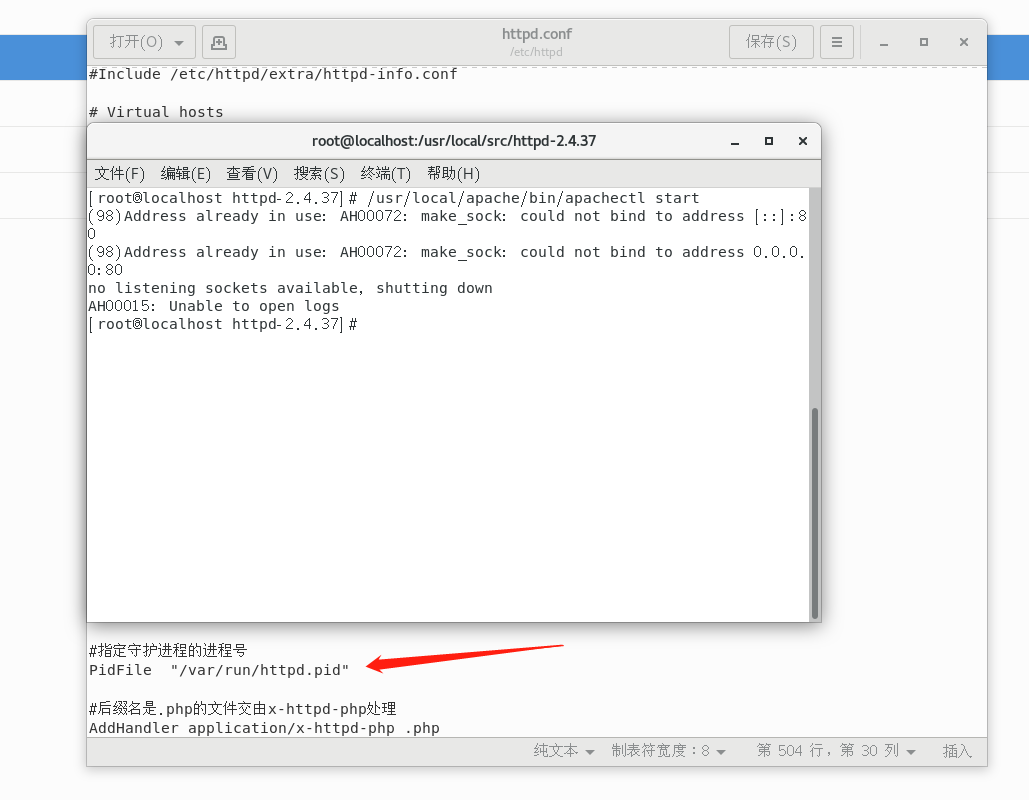 打开(O)
httpd.conf
/etc/httpd
保存(S)
#Include /etc/httpd/extra/httpd-info.conf
# Virtual hosts
root@localhost:/usr/local/src/httpd-2.4.37
文件(F) 编辑(E) 查看(V) 搜索(S) 终端(T) 帮助(H)
[root@localhost httpd-2.4.37]# /usr/local/apache/bin/apachectl start
(98)Address already in use: AH00072: make_sock: could not bind to address [::]:8
0
(98)Address already in use: AH00072: make_sock: could not bind to address 0.0.0.
0:80
no listening sockets available, shutting down
AH00015: Unable to open logs
[root@localhost httpd-2.4.37]#
#指定守护进程的进程号
PidFile  "/var/run/httpd.pid"
#后缀名是.php的文件交由x-httpd-php处理
AddHandler application/x-httpd-php .php
纯文本 制表符宽度：8 第 504 行，第 30 列 插入